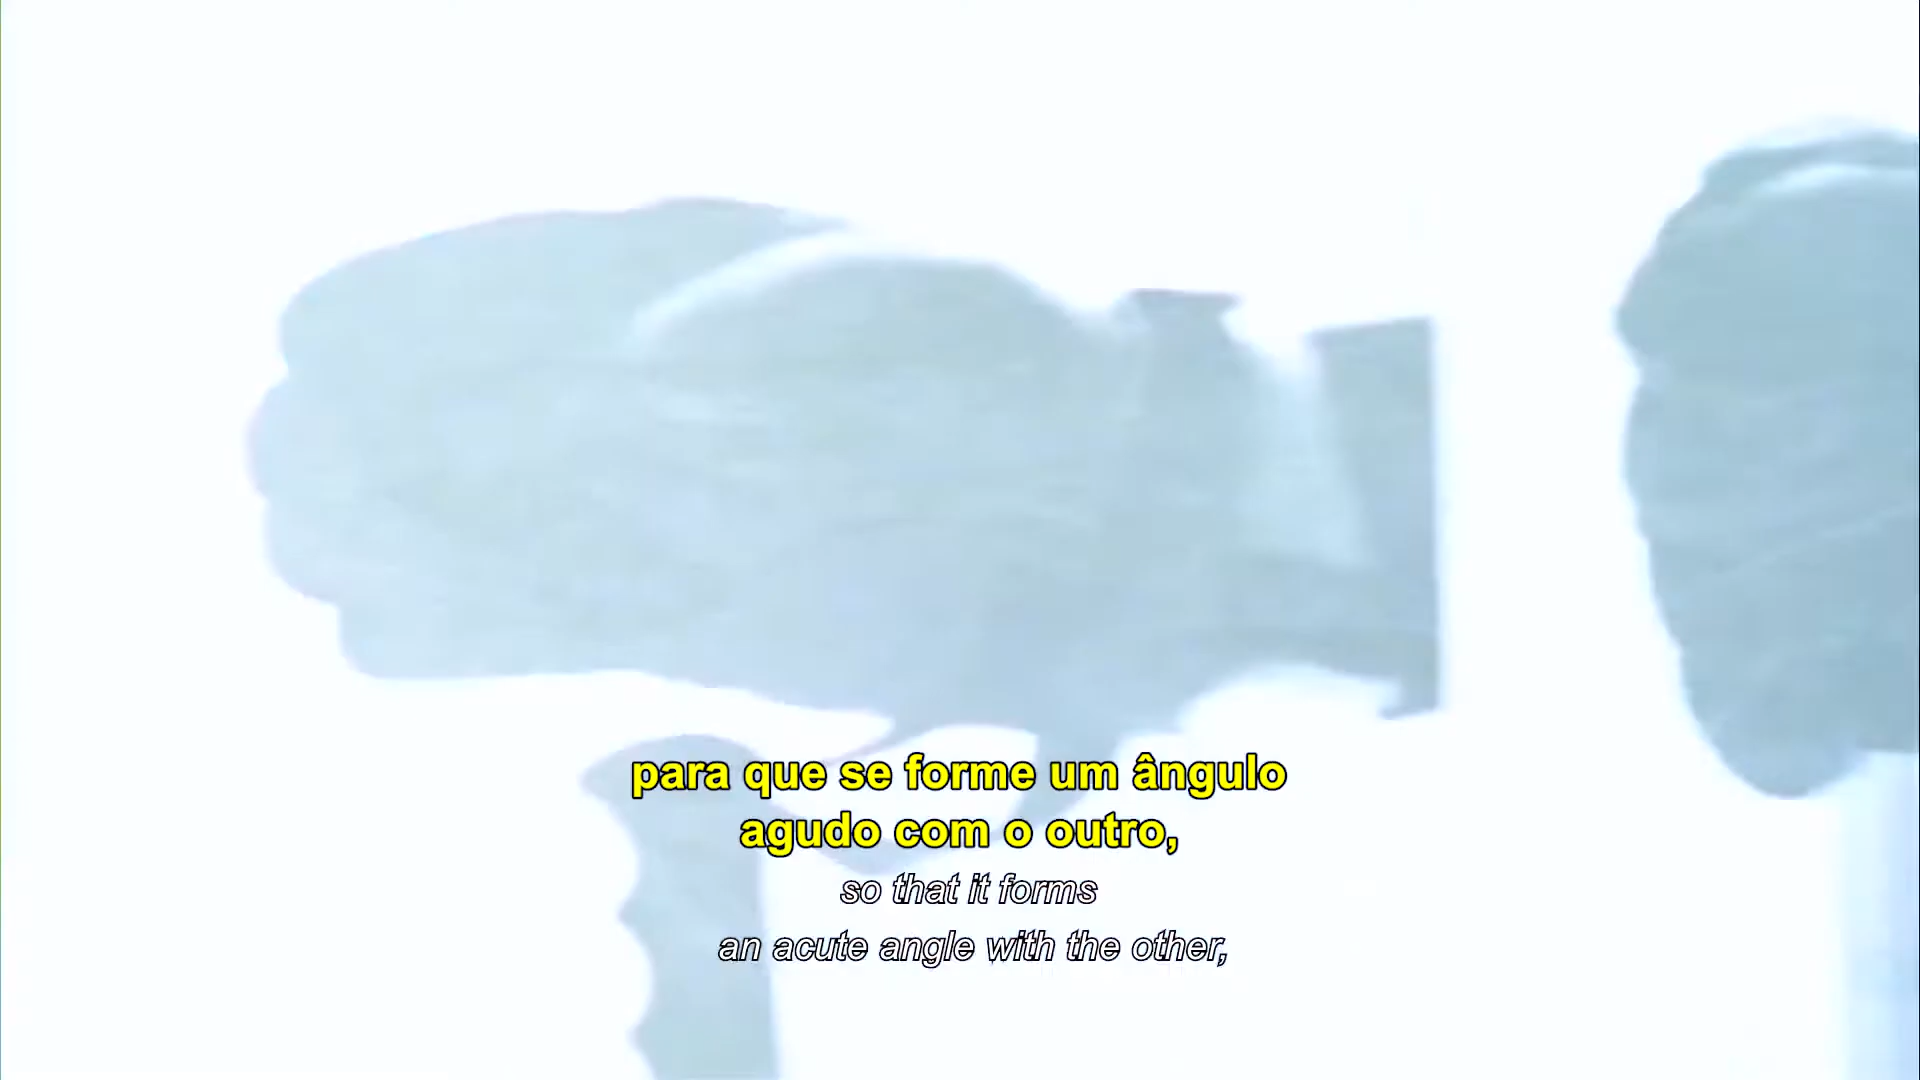 para que se forme um ângulo
agudo com o outro,
so that it forms
an acute angle with the other,